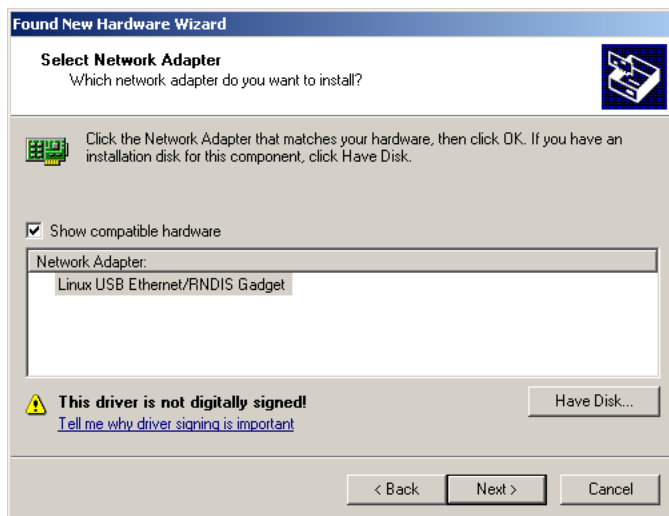 Found New Hardware Wizard
Select Network Adapter
Which network adapter do you want to install?
Click the Network Adapter that matches your hardware, then click OK. If you have an
installation disk for this component, click Have Disk.
Show compatible hardware
Network Adapter:
Linux USB Ethernet/RNDIS Gadget
This driver is not digitally signed!
Have Disk...
Tell me why driver signing is important
< Back
Next >
Cancel